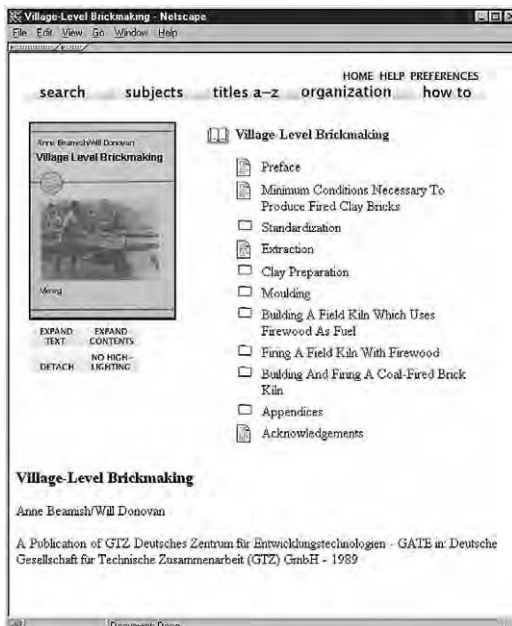 Village-Level Brickmaking - Netscape
File Edit View Go Window Help
HOME HELP PREFERENCES
search subjects titles a–z organization how to
Anne Beamish/Will Donovan
Village Level Brickmaking
Vieweg
EXPAND TEXT
EXPAND CONTENTS
DETACH
NO HIGH-LIGHTING
Village-Level Brickmaking
Preface
Minimum Conditions Necessary To
Produce Fired Clay Bricks
Standardization
Extraction
Clay Preparation
Moulding
Building A Field Kiln Which Uses
Firewood As Fuel
Firing A Field Kiln With Firewood
Building And Firing A Coal-Fired Brick
Kiln
Appendices
Acknowledgements
Village-Level Brickmaking
Anne Beamish/Will Donovan
A Publication of GTZ Deutsches Zentrum für Entwicklungstechnologien - GATE in: Deutsche
Gesellschaft für Technische Zusammenarbeit (GTZ) GmbH - 1989
Document: Done